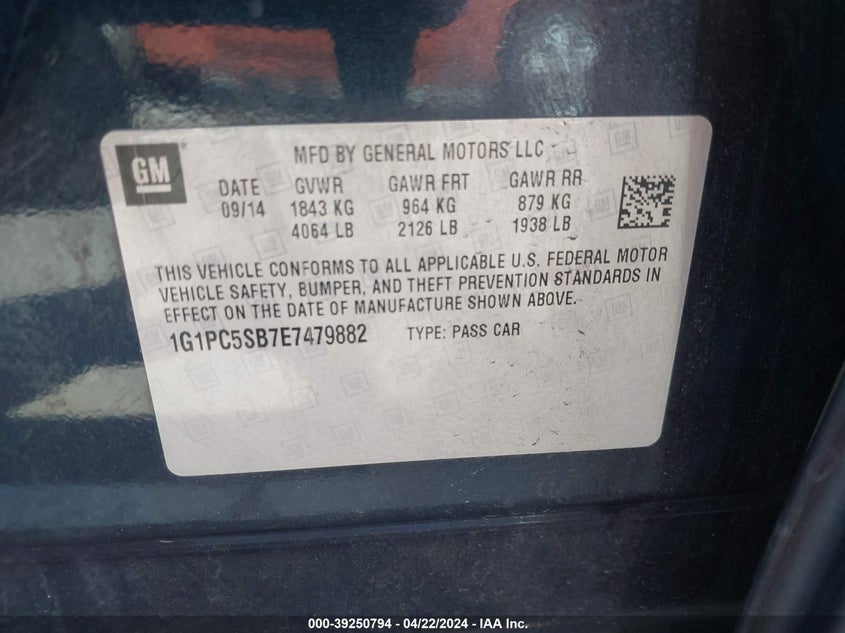 GM ® MFD BY GENERAL MOTORS LLC
DATE GVWR GAWR FRT GAWR RR
09/14 1843 KG 964 KG 879 KG
4064 LB 2126 LB 1938 LB
THIS VEHICLE CONFORMS TO ALL APPLICABLE U.S. FEDERAL MOTOR
VEHICLE SAFETY, BUMPER, AND THEFT PREVENTION STANDARDS IN
EFFECT ON THE DATE OF MANUFACTURE SHOWN ABOVE.
1G1PC5SB7E7479882 TYPE: PASS CAR
000-39250794 - 04/22/2024 - IAA Inc.